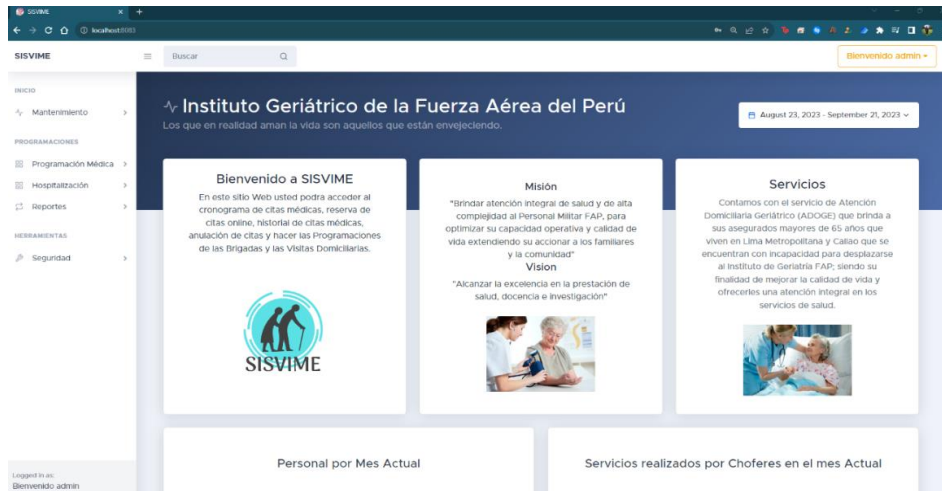 SISVIME
localhost:8083
SISVIME
Buscar
Bienvenido admin
INICIO
Mantenimiento
PROGRAMACIONES
Programación Médica
Hospitalización
Reportes
HERRAMIENTAS
Seguridad
Instituto Geriátrico de la Fuerza Aérea del Perú
Los que en realidad aman la vida son aquellos que están envejeciendo.
August 23, 2023 - September 21, 2023
Bienvenido a SISVIME
En este sitio Web usted podra acceder al
cronograma de citas médicas, reserva de
citas online, historial de citas médicas,
anulación de citas y hacer las Programaciones
de las Brigadas y las Visitas Domiciliarias.
SISVIME
Misión
"Brindar atención integral de salud y de alta
complejidad al Personal Militar FAP, para
optimizar su capacidad operativa y calidad de
vida extendiendo su accionar a los familiares
y la comunidad"
Vision
"Alcanzar la excelencia en la prestación de
salud, docencia e investigación"
Servicios
Contamos con el servicio de Atención
Domiciliaria Geriátrico (ADOGE) que brinda a
sus asegurados mayores de 65 años que
viven en Lima Metropolitana y Callao que se
encuentran con incapacidad para desplazarse
al Instituto de Geriatría FAP; siendo su
finalidad de mejorar la calidad de vida y
ofrecerles una atención integral en los
servicios de salud.
Personal por Mes Actual
Servicios realizados por Choferes en el mes Actual
Logged in as:
Bienvenido admin